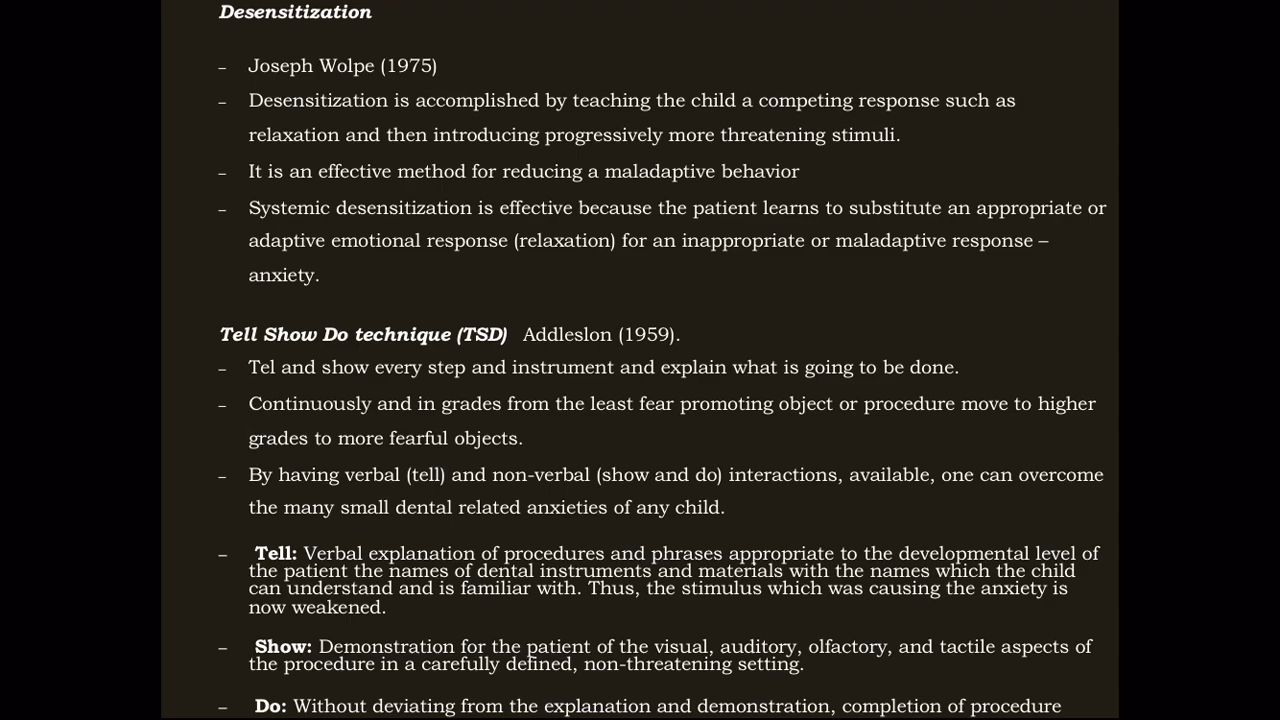 Desensitization
– Joseph Wolpe (1975)
– Desensitization is accomplished by teaching the child a competing response such as
relaxation and then introducing progressively more threatening stimuli.
– It is an effective method for reducing a maladaptive behavior
– Systemic desensitization is effective because the patient learns to substitute an appropriate or
adaptive emotional response (relaxation) for an inappropriate or maladaptive response –
anxiety.
Tell Show Do technique (TSD) Addleslon (1959).
– Tel and show every step and instrument and explain what is going to be done.
– Continuously and in grades from the least fear promoting object or procedure move to higher
grades to more fearful objects.
– By having verbal (tell) and non-verbal (show and do) interactions, available, one can overcome
the many small dental related anxieties of any child.
– Tell: Verbal explanation of procedures and phrases appropriate to the developmental level of
the patient the names of dental instruments and materials with the names which the child
can understand and is familiar with. Thus, the stimulus which was causing the anxiety is
now weakened.
– Show: Demonstration for the patient of the visual, auditory, olfactory, and tactile aspects of
the procedure in a carefully defined, non-threatening setting.
– Do: Without deviating from the explanation and demonstration, completion of procedure